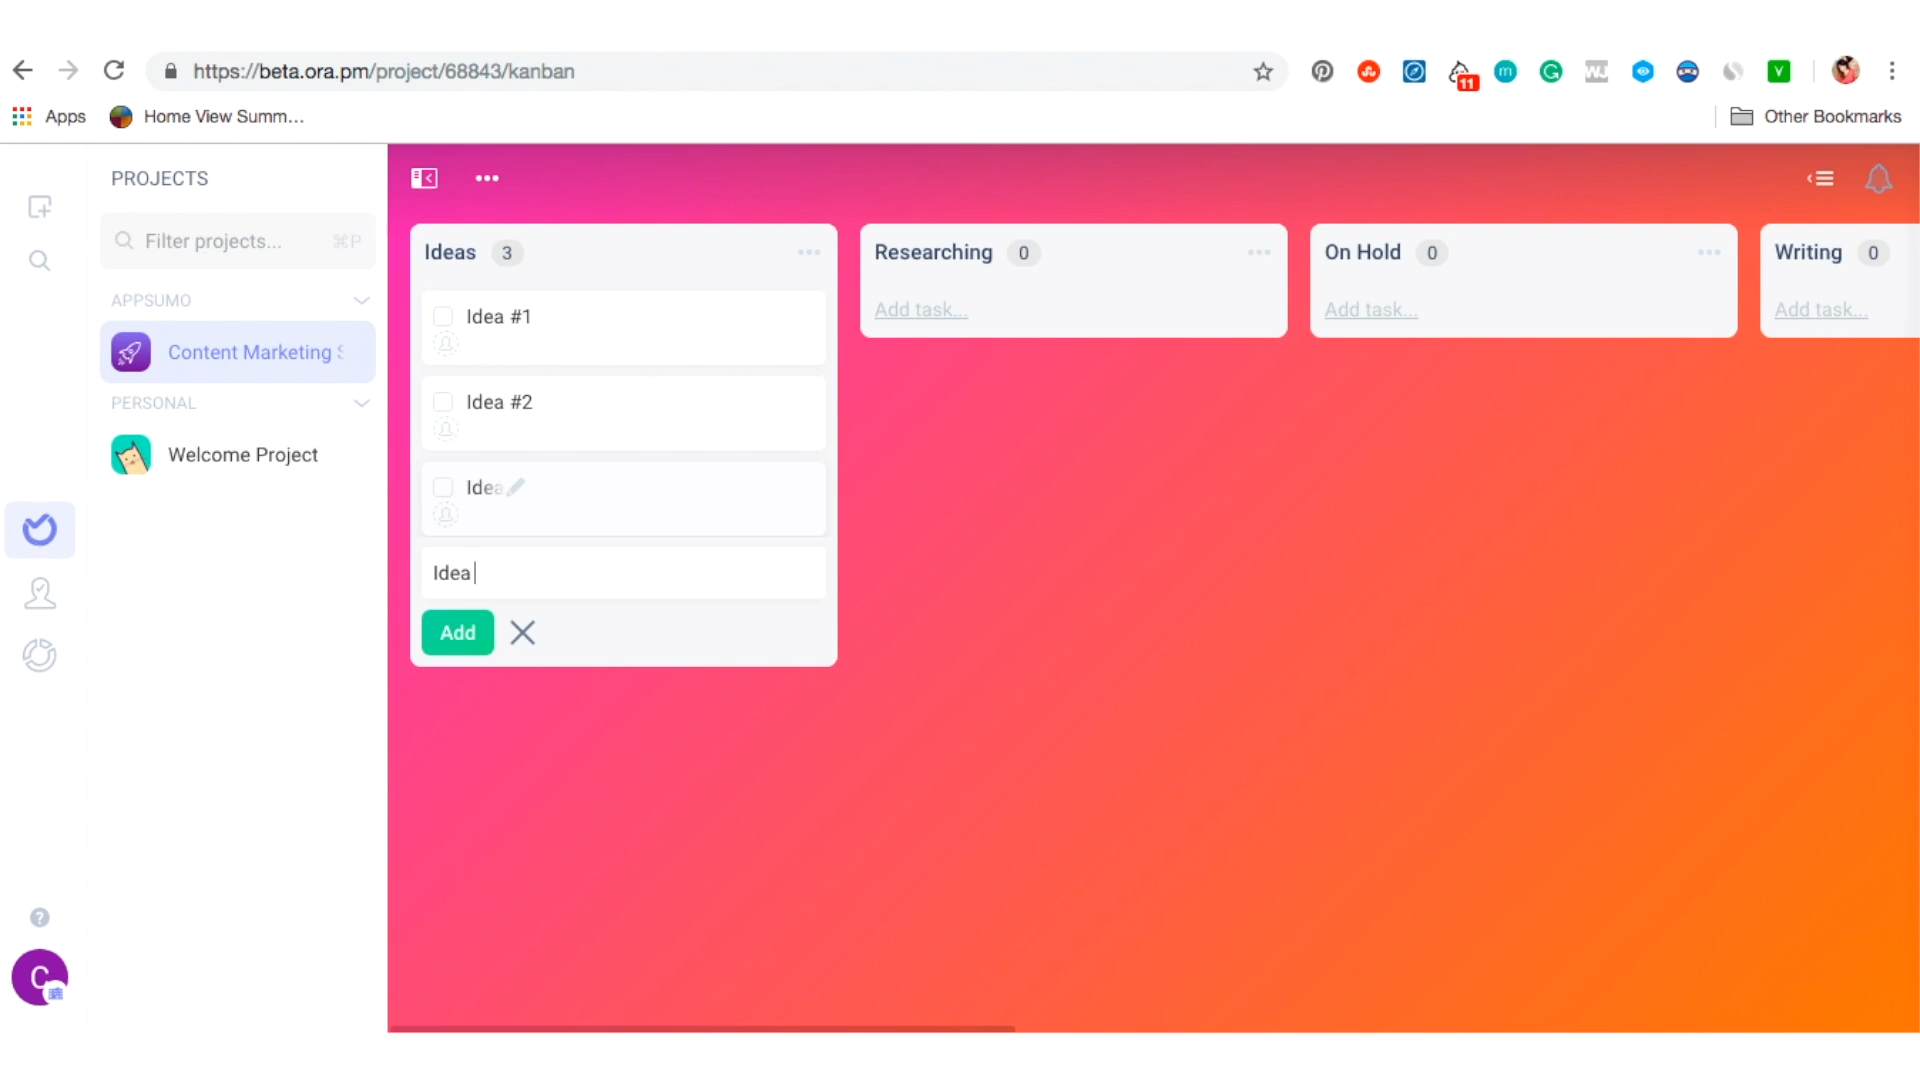 https://beta.ora.pm/project/68843/kanban
11
m
G
WJ
V
Apps
Home View Summ...
Other Bookmarks
PROJECTS
Filter projects...
⌘P
APPSUMO
Content Marketing S
PERSONAL
Welcome Project
Ideas 3
Idea #1
Idea #2
Idea
Idea
Add
Researching 0
Add task...
On Hold 0
Add task...
Writing 0
Add task...
?
C